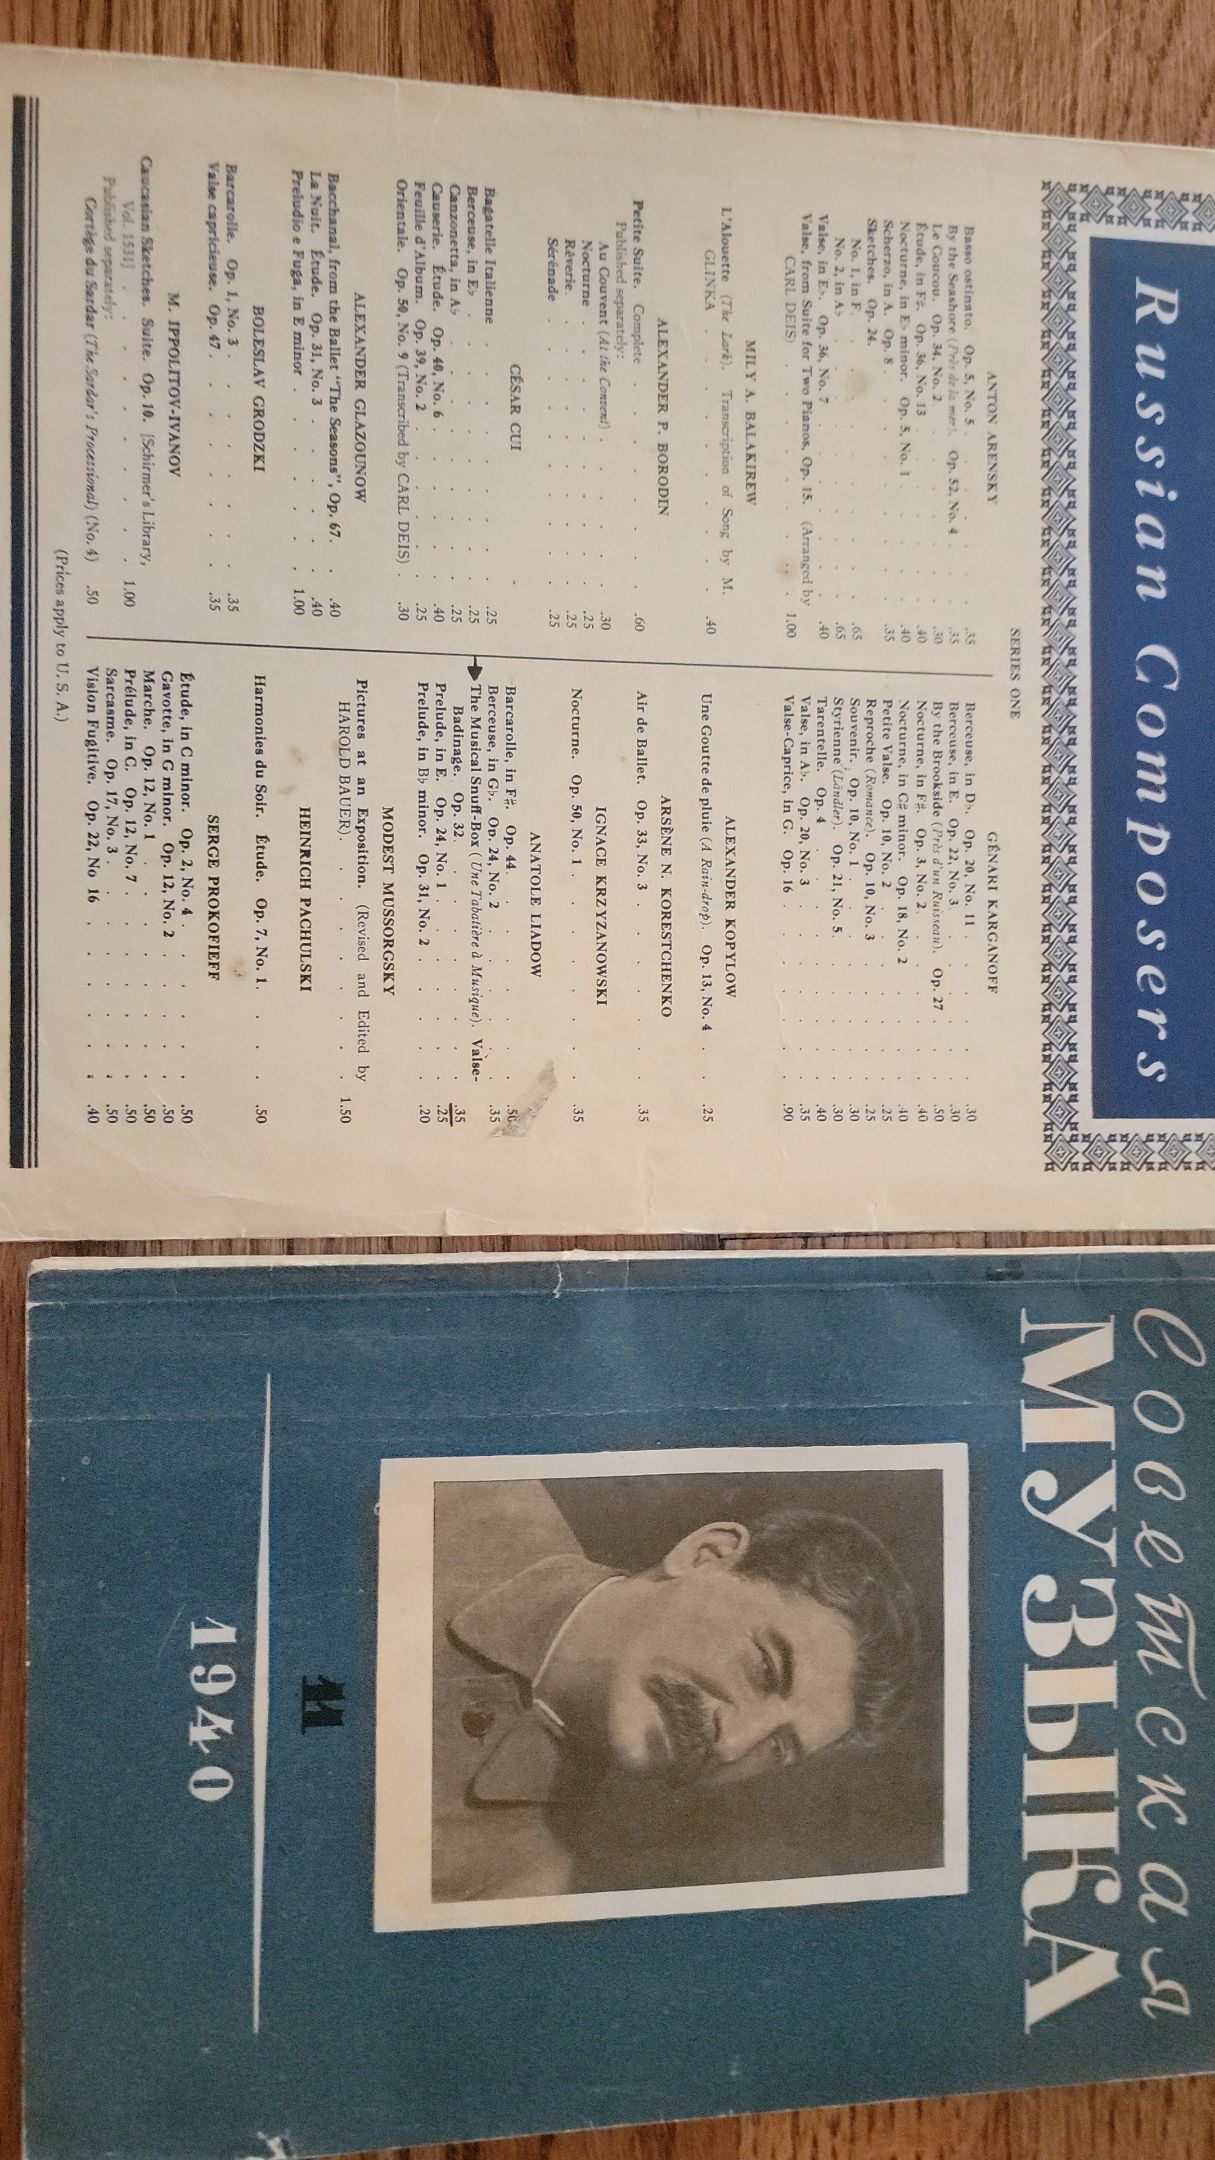 Russian Composers
SERIES ONE
ANTON ARENSKY
Basso ostinato. Op. 5, No. 5 . . . . . .35
By the Seashore (Près de la mer). Op. 52, No. 4 . . .35
Le Coucou. Op. 34, No. 2 . . . . . .30
Étude, in F♯. Op. 36, No. 13 . . . . . .40
Nocturne, in E♭ minor. Op. 5, No. 1 . . . . .40
Scherzo, in A. Op. 8 . . . . . .35
Sketches. Op. 24.
No. 1, in F . . . . . .65
No. 2, in A♭ . . . . . .65
Valse, in E♭. Op. 36, No. 7 . . . . . .40
Valse, from Suite for Two Pianos, Op. 15. (Arranged by
CARL DEIS) . . . . . 1.00
MILY A. BALAKIREW
L'Alouette (The Lark). Transcription of Song by M.
GLINKA . . . . . . .40
ALEXANDER P. BORODIN
Petite Suite. Complete . . . . . .60
Published separately:
Au Couvent (At the Convent) . . . . .30
Nocturne . . . . . .25
Rêverie . . . . . .25
Sérénade . . . . . .25
CÉSAR CUI
Bagatelle Italienne . . . . . .25
Berceuse, in E♭ . . . . . .25
Canzonetta, in A♭ . . . . . .25
Causerie. Étude. Op. 40, No. 6 . . . . .40
Feuille d'Album. Op. 39, No. 2 . . . . .25
Orientale. Op. 50, No. 9 (Transcribed by CARL DEIS) . .30
ALEXANDER GLAZOUNOW
Bacchanal, from the Ballet "The Seasons", Op. 67 . . .40
La Nuit. Étude. Op. 31, No. 3 . . . . .40
Preludio e Fuga, in E minor . . . . . 1.00
BOLESLAV GRODZKI
Barcarolle. Op. 1, No. 3 . . . . . .35
Valse capricieuse. Op. 47 . . . . . .35
M. IPPOLITOV-IVANOV
Caucasian Sketches. Suite. Op. 10. [Schirmer's Library,
Vol. 1531] . . . . . . 1.00
Published separately:
Cortège du Sardar (The Sardar's Processional) (No. 4) .50
GÉNARI KARGANOFF
Berceuse, in D♭. Op. 20, No. 11 . . . . .30
Berceuse, in E. Op. 22, No. 3 . . . . .30
By the Brookside (Près d'un Ruisseau). Op. 27 . . .50
Nocturne, in F♯. Op. 3, No. 2 . . . . .40
Nocturne, in G♯ minor. Op. 18, No. 2 . . . .40
Petite Valse. Op. 10, No. 2 . . . . .25
Reproche (Romance). Op. 10, No. 3 . . . .25
Souvenir. Op. 10, No. 1 . . . . .30
Styrienne (Ländler). Op. 21, No. 5 . . . .30
Tarentelle. Op. 4 . . . . . .40
Valse, in A♭. Op. 20, No. 3 . . . . .35
Valse-Caprice, in G. Op. 16 . . . . .90
ALEXANDER KOPYLOW
Une Goutte de pluie (A Rain-drop). Op. 13, No. 4 . . .25
ARSÈNE N. KORESTCHENKO
Air de Ballet. Op. 33, No. 3 . . . . .35
IGNACE KRZYZANOWSKI
Nocturne. Op. 50, No. 1 . . . . .35
ANATOLE LIADOW
Barcarolle, in F♯. Op. 44 . . . . .50
Berceuse, in G♭. Op. 24, No. 2 . . . . .35
The Musical Snuff-Box (Une Tabatière à Musique). Valse-
Badinage. Op. 32 . . . . . .35
Prelude, in E. Op. 24, No. 1 . . . . .25
Prelude, in B♭ minor. Op. 31, No. 2 . . . .20
MODEST MUSSORGSKY
Pictures at an Exposition. (Revised and Edited by
HAROLD BAUER) . . . . . 1.50
HEINRICH PACHULSKI
Harmonies du Soir. Étude. Op. 7, No. 1 . . . .50
SERGE PROKOFIEFF
Étude, in C minor. Op. 2, No. 4 . . . . .50
Gavotte, in G minor. Op. 12, No. 2 . . . .50
Marche. Op. 12, No. 1 . . . . .50
Prélude, in C. Op. 12, No. 7 . . . . .50
Sarcasme. Op. 17, No. 3 . . . . .50
Vision Fugitive. Op. 22, No 16 . . . . .40
(Prices apply to U. S. A.)
Советская
МУЗЫКА
11
1940